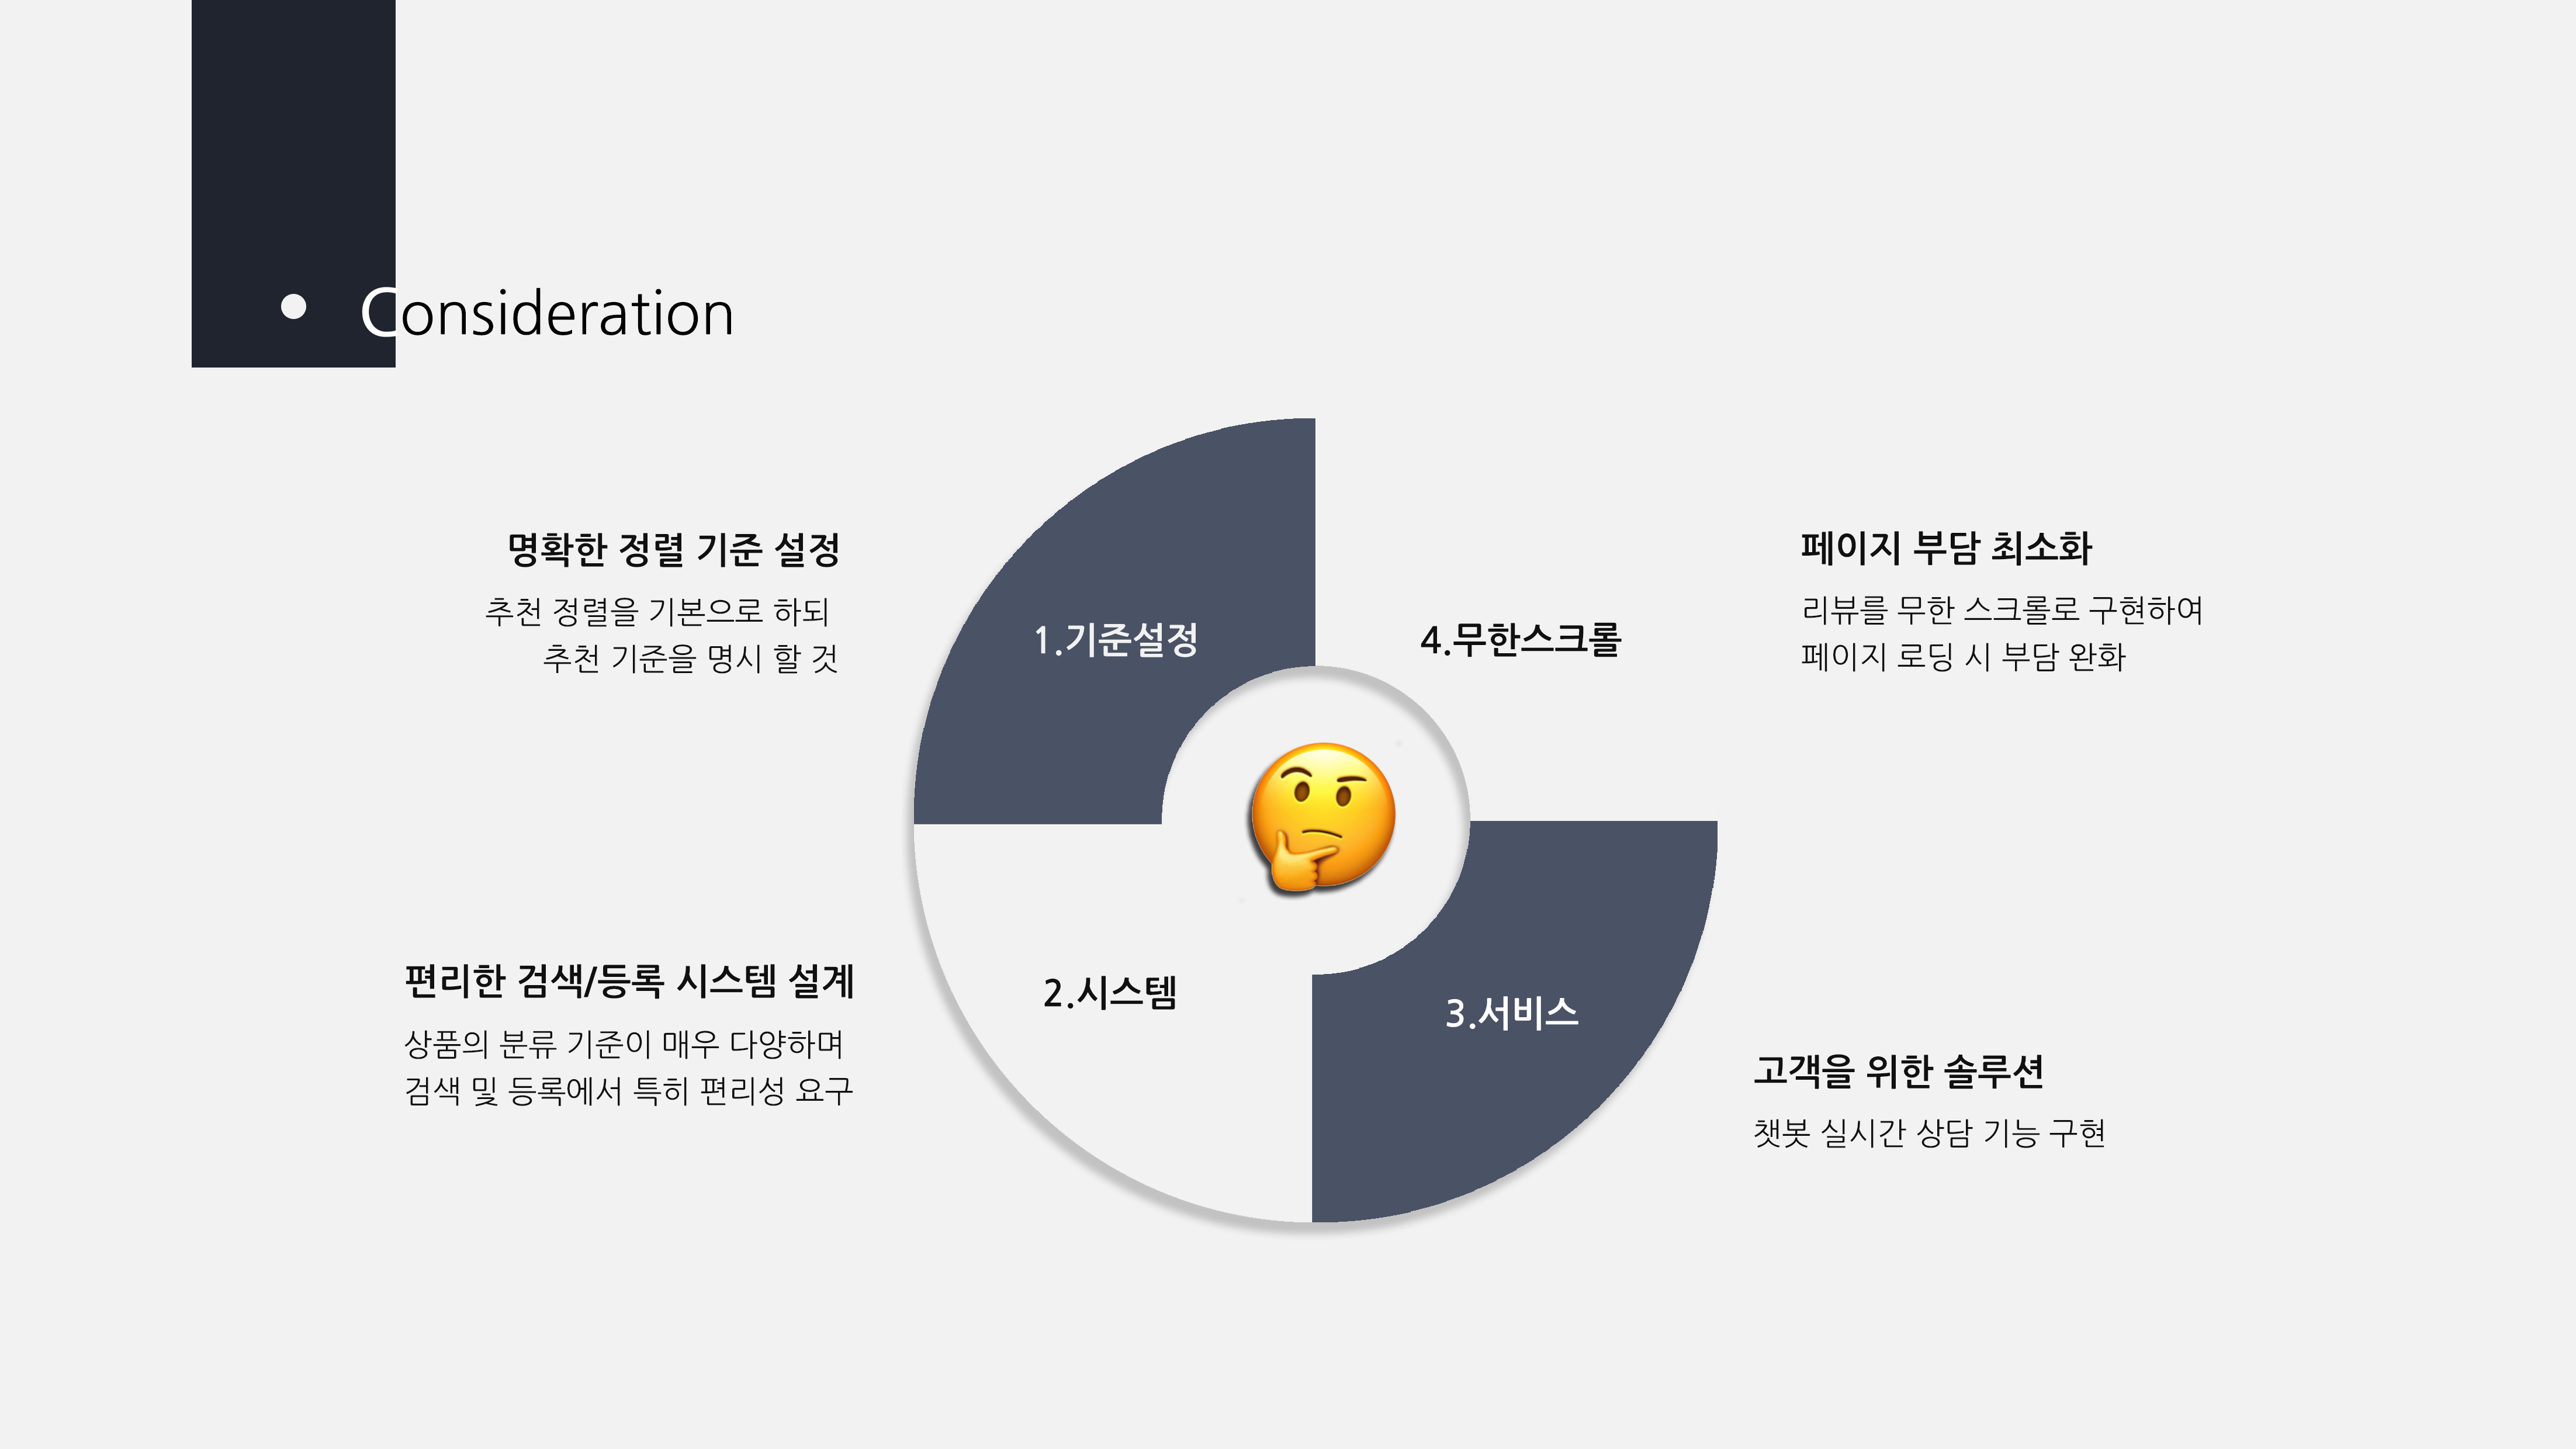 Consideration
명확한 정렬 기준 설정
추천 정렬을 기본으로 하되
추천 기준을 명시 할 것
1.기준설정
4.무한스크롤
페이지 부담 최소화
리뷰를 무한 스크롤로 구현하여
페이지 로딩 시 부담 완화
편리한 검색/등록 시스템 설계
상품의 분류 기준이 매우 다양하며
검색 및 등록에서 특히 편리성 요구
2.시스템
3.서비스
고객을 위한 솔루션
챗봇 실시간 상담 기능 구현